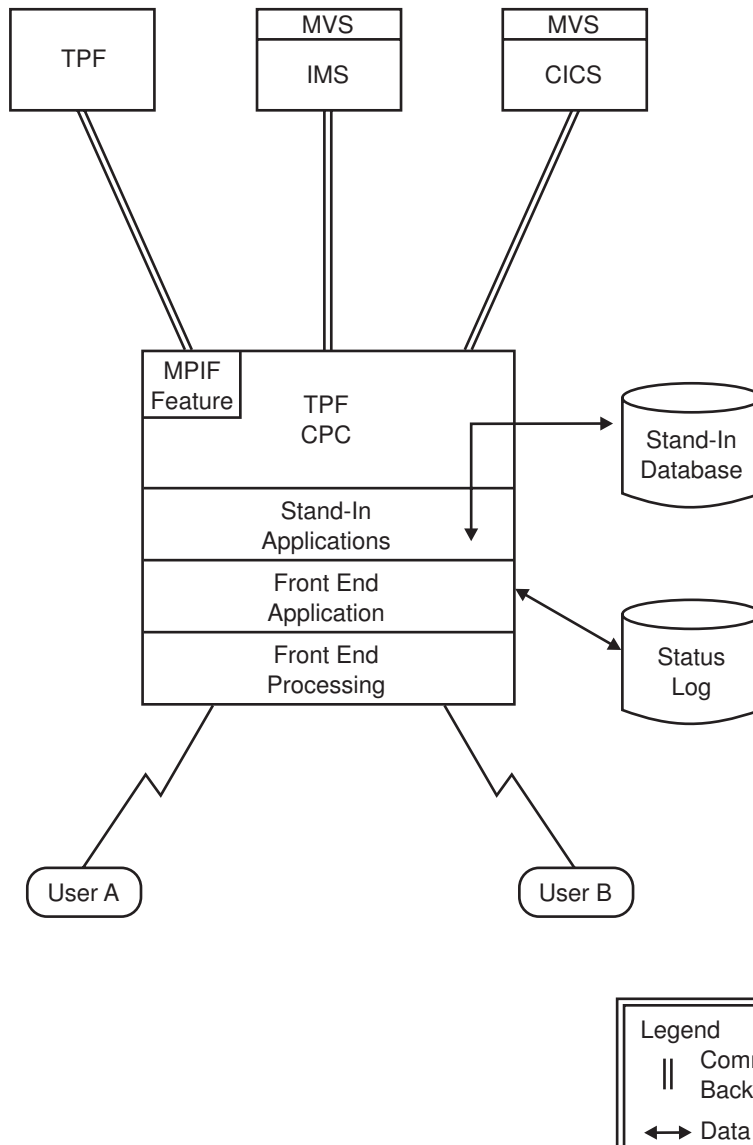 TPF
MVS
IMS
MVS
CICS
MPIF
Feature
TPF
CPC
Stand-In
Applications
Front End
Application
Front End
Processing
Stand-In
Database
Status
Log
User A
User B
Legend
Back
Data